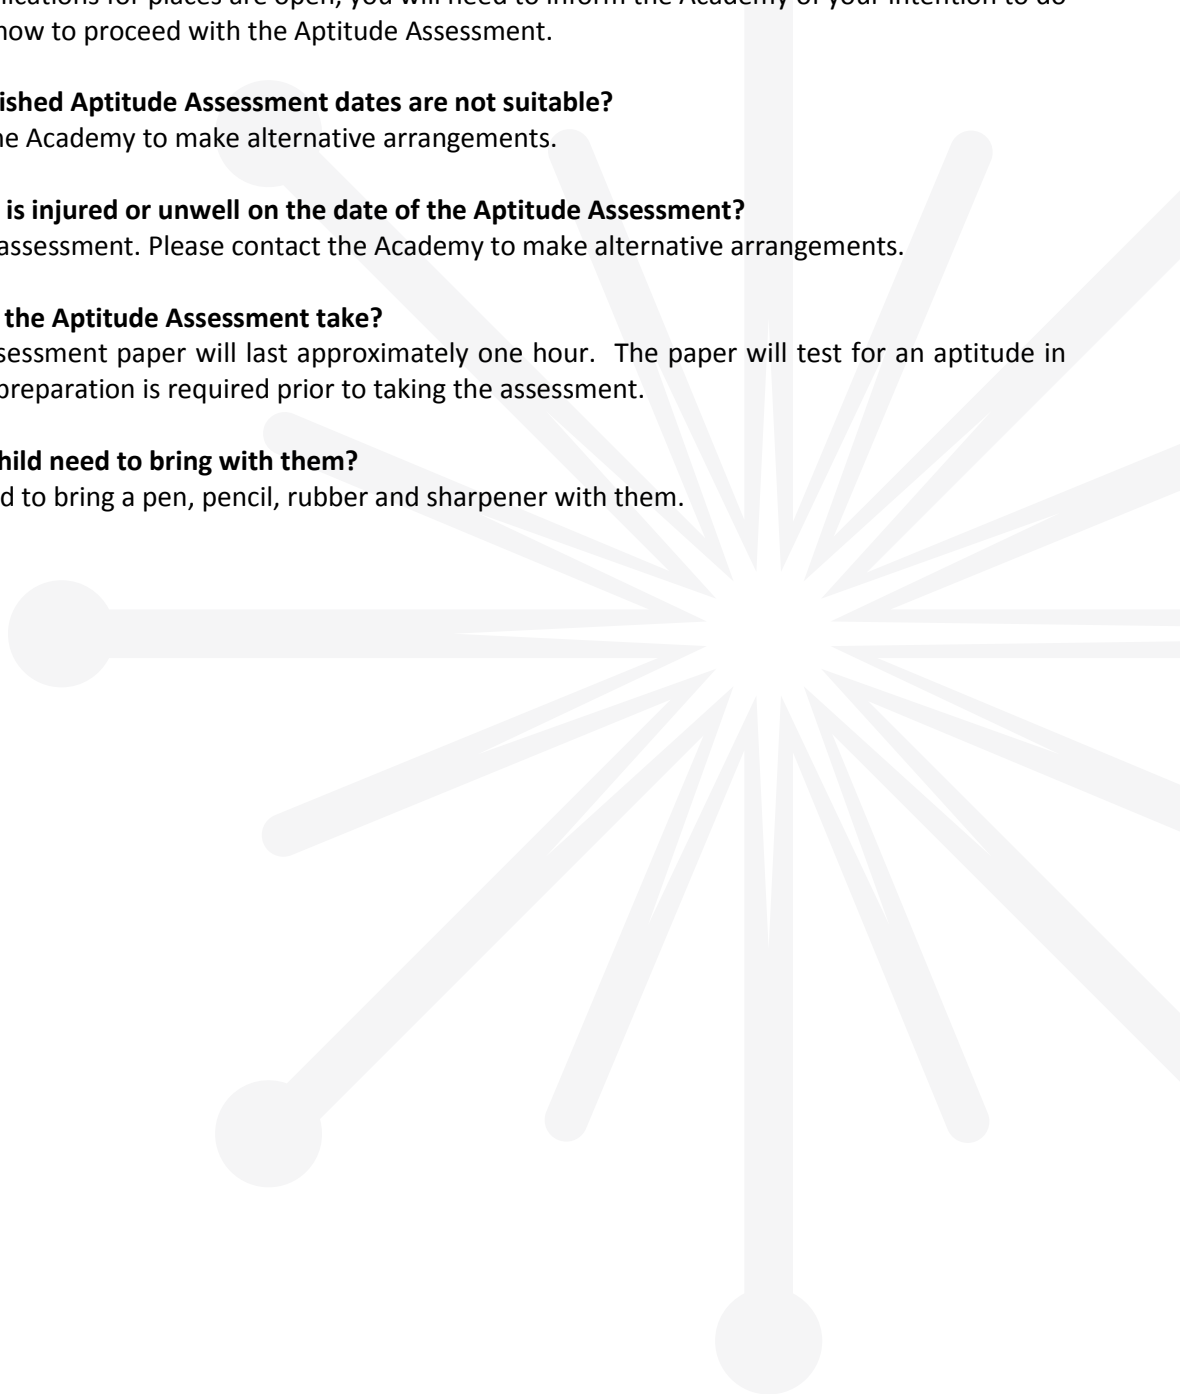 places are open, you will need to inform the Academy of your intention to do
how to proceed with the Aptitude Assessment.
ished Aptitude Assessment dates are not suitable?
he Academy to make alternative arrangements.
is injured or unwell on the date of the Aptitude Assessment?
assessment. Please contact the Academy to make alternative arrangements.
the Aptitude Assessment take?
sessment paper will last approximately one hour. The paper will test for an aptitude in
preparation is required prior to taking the assessment.
hild need to bring with them?
d to bring a pen, pencil, rubber and sharpener with them.